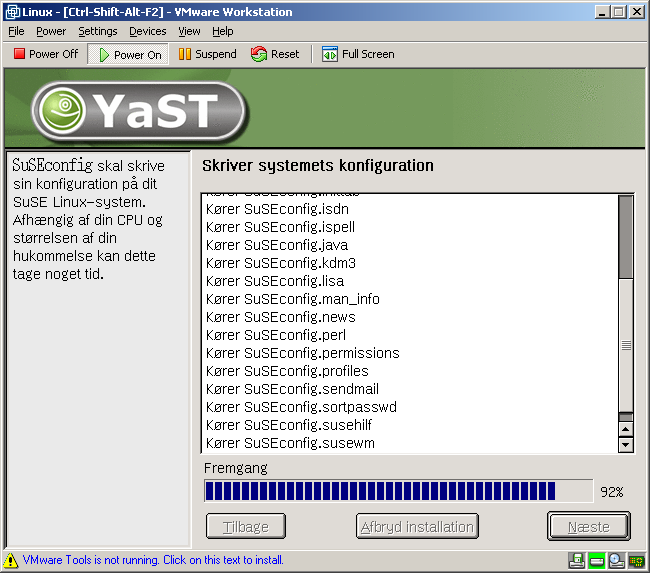 Linux - [Ctrl-Shift-Alt-F2] - VMware Workstation
File Power Settings Devices View Help
Power Off Power On Suspend Reset Full Screen
YaST
SuSEconfig skal skrive
sin konfiguration på dit
SuSE Linux-system.
Afhængig af din CPU og
størrelsen af din
hukommelse kan dette
tage noget tid.
Skriver systemets konfiguration
Kører SuSEconfig.inittab
Kører SuSEconfig.isdn
Kører SuSEconfig.ispell
Kører SuSEconfig.java
Kører SuSEconfig.kdm3
Kører SuSEconfig.lisa
Kører SuSEconfig.man_info
Kører SuSEconfig.news
Kører SuSEconfig.perl
Kører SuSEconfig.permissions
Kører SuSEconfig.profiles
Kører SuSEconfig.sendmail
Kører SuSEconfig.sortpasswd
Kører SuSEconfig.susehilf
Kører SuSEconfig.susewm
Fremgang
92%
Tilbage Afbryd installation Næste
VMware Tools is not running. Click on this text to install.